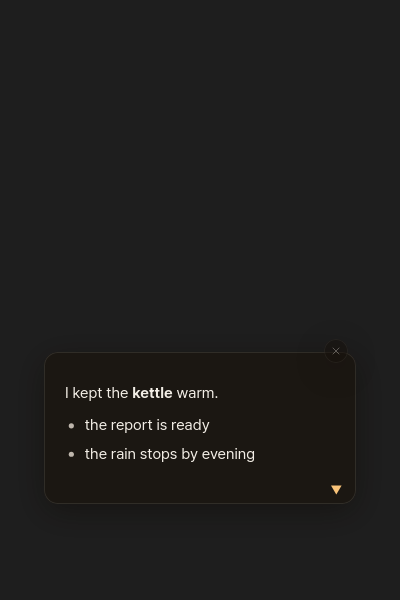 I kept the kettle warm.
the report is ready
the rain stops by evening